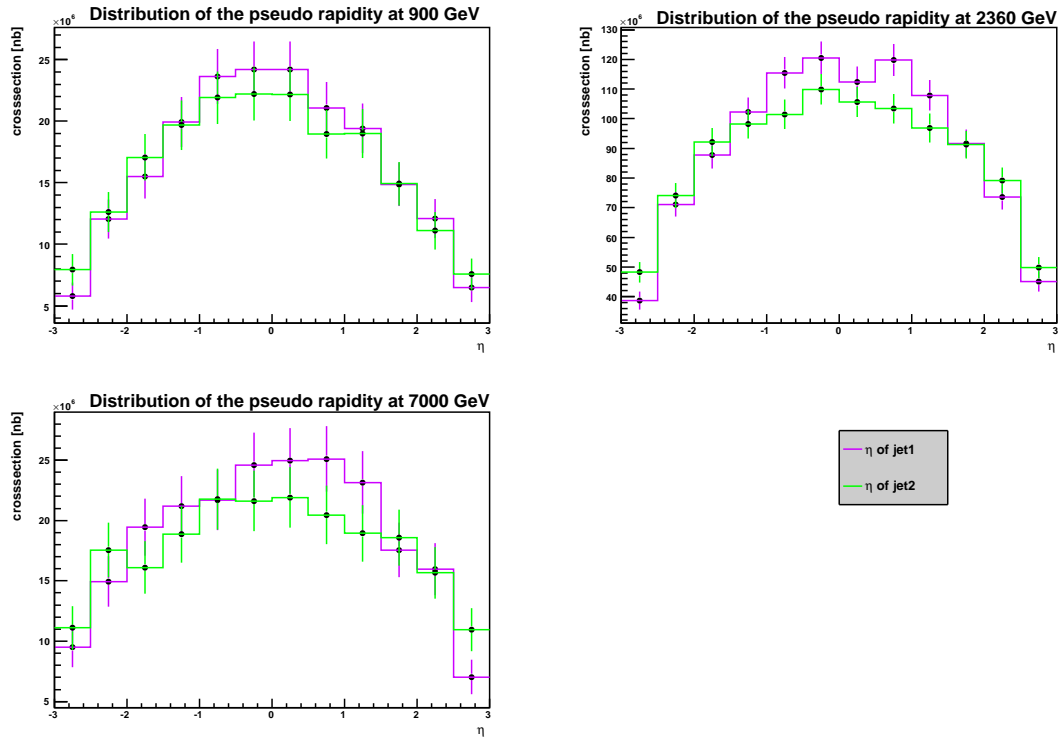 Distribution of the pseudo rapidity at 900 GeV
×10⁶
crosssection [nb]
25
20
15
10
5
-3 -2 -1 0 1 2 3
η
Distribution of the pseudo rapidity at 2360 GeV
×10⁶
crosssection [nb]
130
120
110
100
90
80
70
60
50
40
-3 -2 -1 0 1 2 3
η
Distribution of the pseudo rapidity at 7000 GeV
×10⁶
crosssection [nb]
25
20
15
10
5
-3 -2 -1 0 1 2 3
η
η of jet1
η of jet2